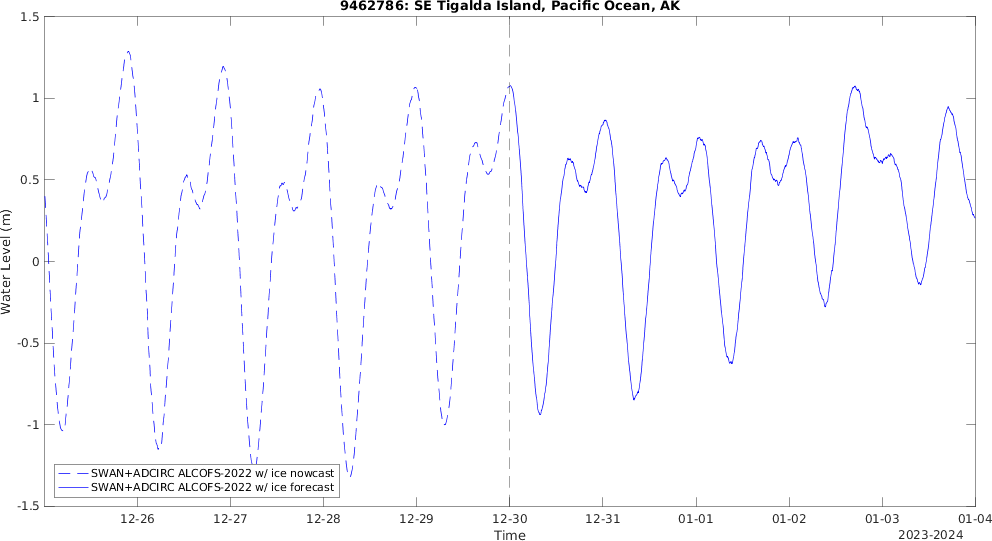 9462786: SE Tigalda Island, Pacific Ocean, AK
1.5
1
0.5
0
-0.5
-1
-1.5
Water Level (m)
SWAN+ADCIRC ALCOFS-2022 w/ ice nowcast
SWAN+ADCIRC ALCOFS-2022 w/ ice forecast
12-26 12-27 12-28 12-29 12-30 12-31 01-01 01-02 01-03 01-04
Time
2023-2024